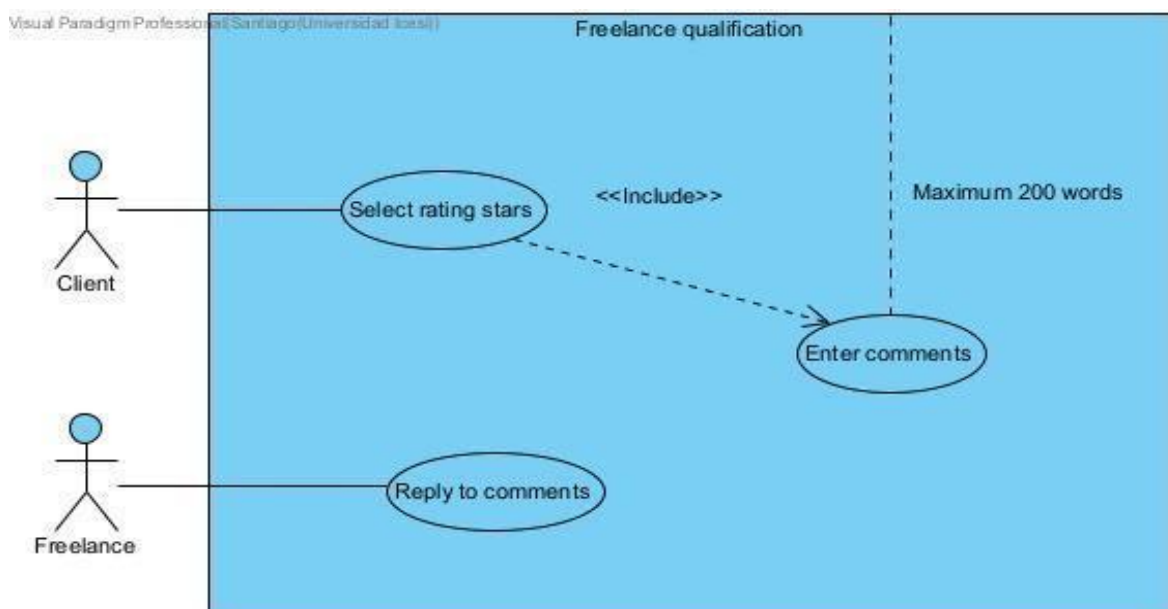 Visual Paradigm Professional(Santiago(Universidad Icesi))
Freelance qualification
Select rating stars
<<Include>>
Maximum 200 words
Client
Enter comments
Reply to comments
Freelance